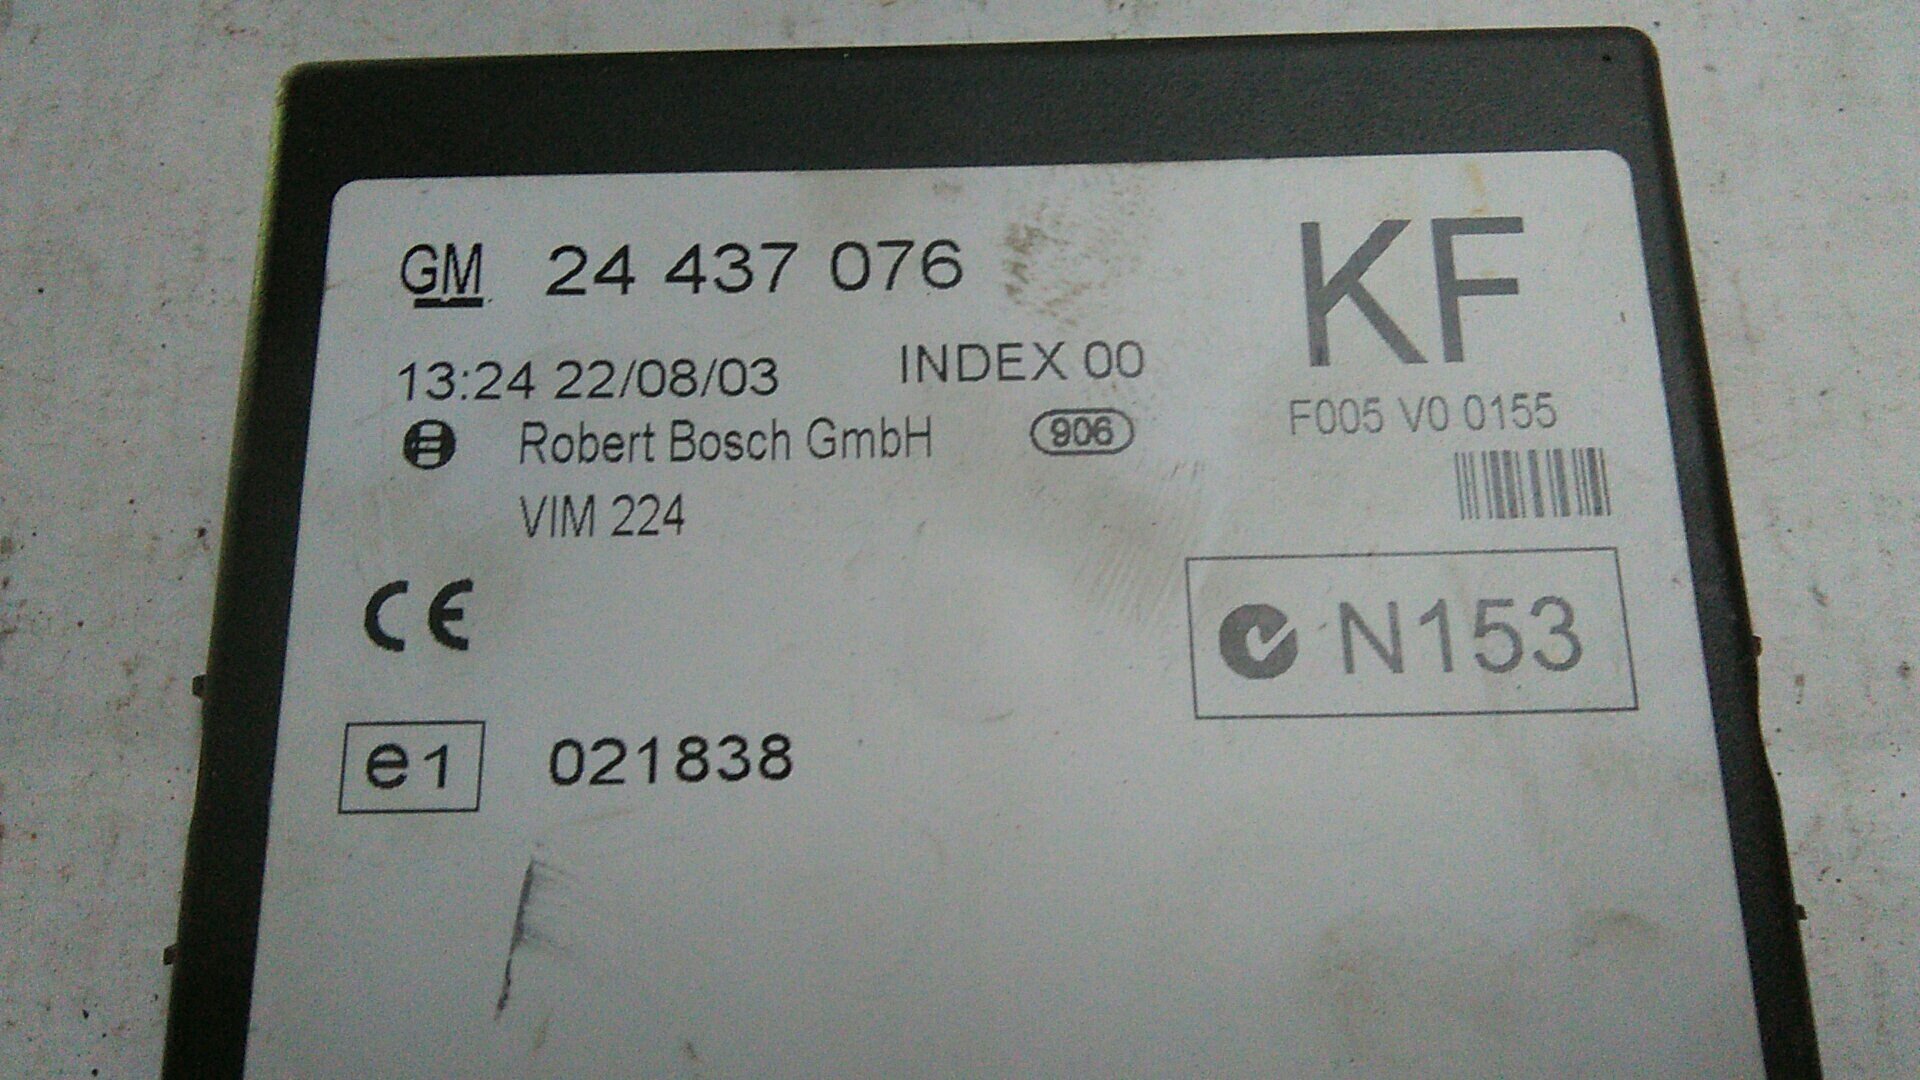 GM 24 437 076
KF
13:24 22/08/03 INDEX 00
F005 V0 0155
Robert Bosch GmbH 906
VIM 224
CE
N153
e1 021838